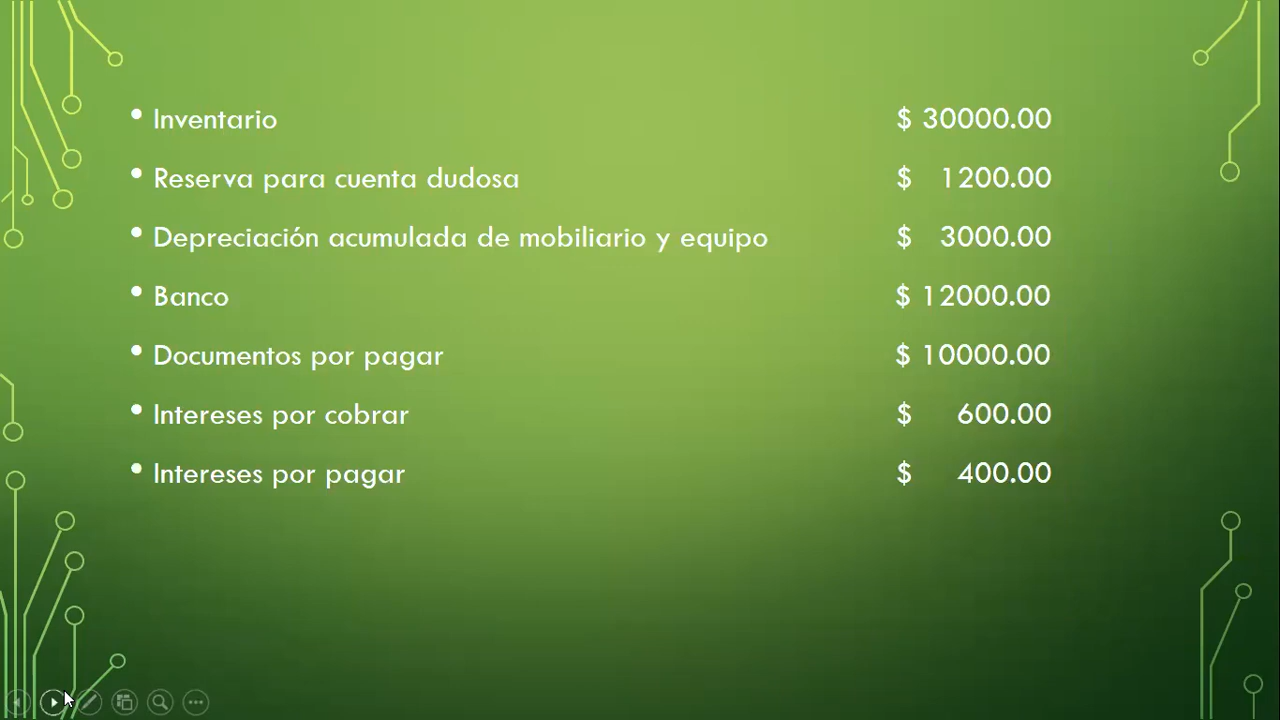 • Inventario $ 30000.00
• Reserva para cuenta dudosa $ 1200.00
• Depreciación acumulada de mobiliario y equipo $ 3000.00
• Banco $ 12000.00
• Documentos por pagar $ 10000.00
• Intereses por cobrar $ 600.00
• Intereses por pagar $ 400.00